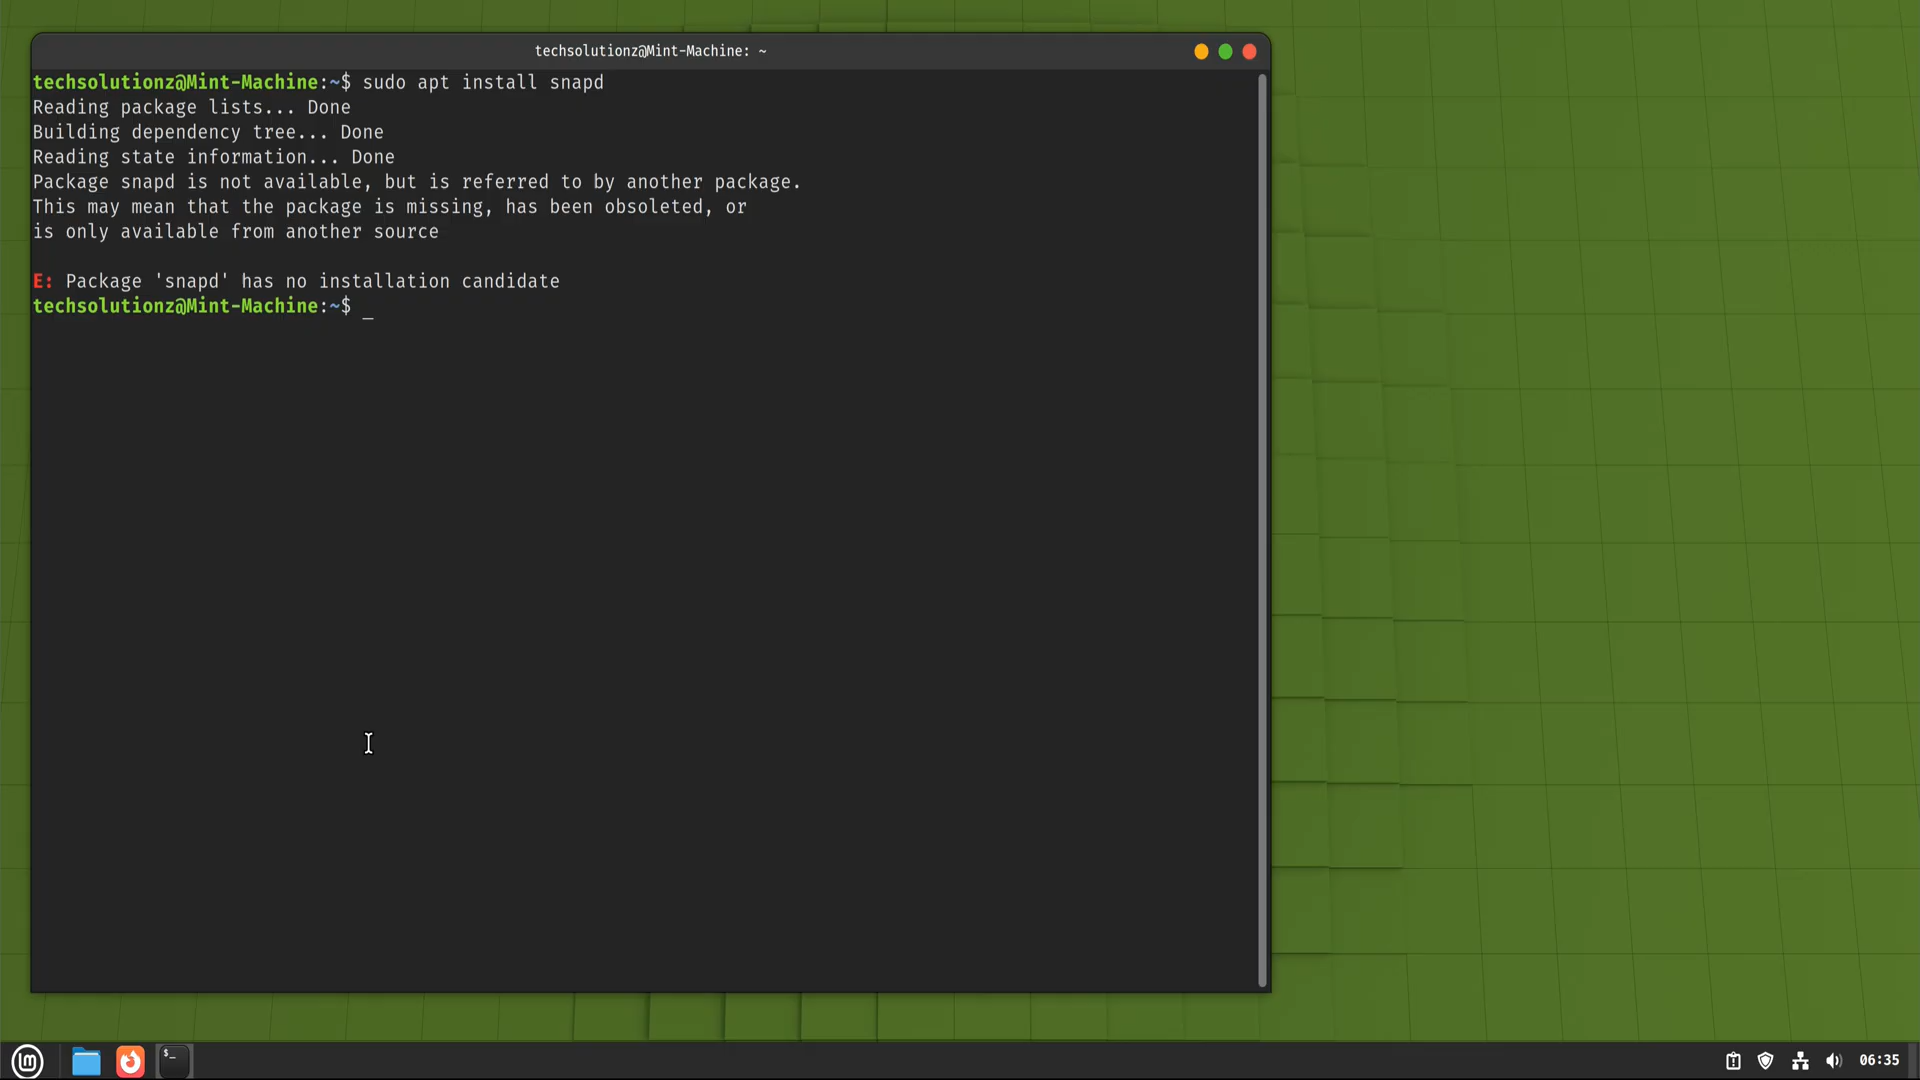 techsolutionz@Mint-Machine: ~
techsolutionz@Mint-Machine:~$ sudo apt install snapd
Reading package lists... Done
Building dependency tree... Done
Reading state information... Done
Package snapd is not available, but is referred to by another package.
This may mean that the package is missing, has been obsoleted, or
is only available from another source
E: Package 'snapd' has no installation candidate
techsolutionz@Mint-Machine:~$ _
$_
06:35